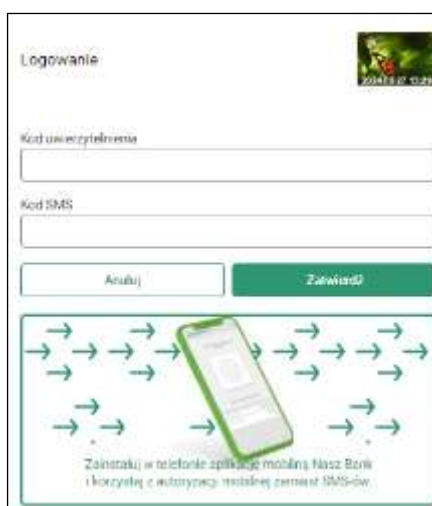 Logowanie
Kod uwierzytelnienia
Kod SMS
Anuluj
Zatwierdź
Zainstaluj w telefonie aplikację mobilną Nasz Bank
i korzystaj z autoryzacji mobilnej zamiast SMS-ów.